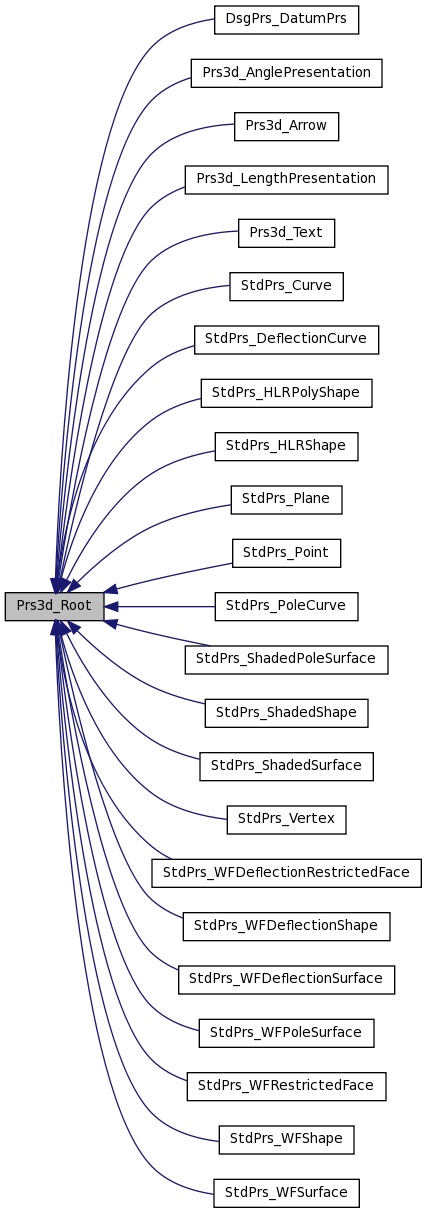 DsgPrs_DatumPrs
Prs3d_AnglePresentation
Prs3d_Arrow
Prs3d_LengthPresentation
Prs3d_Text
StdPrs_Curve
StdPrs_DeflectionCurve
StdPrs_HLRPolyShape
StdPrs_HLRShape
StdPrs_Plane
StdPrs_Point
Prs3d_Root
StdPrs_PoleCurve
StdPrs_ShadedPoleSurface
StdPrs_ShadedShape
StdPrs_ShadedSurface
StdPrs_Vertex
StdPrs_WFDeflectionRestrictedFace
StdPrs_WFDeflectionShape
StdPrs_WFDeflectionSurface
StdPrs_WFPoleSurface
StdPrs_WFRestrictedFace
StdPrs_WFShape
StdPrs_WFSurface